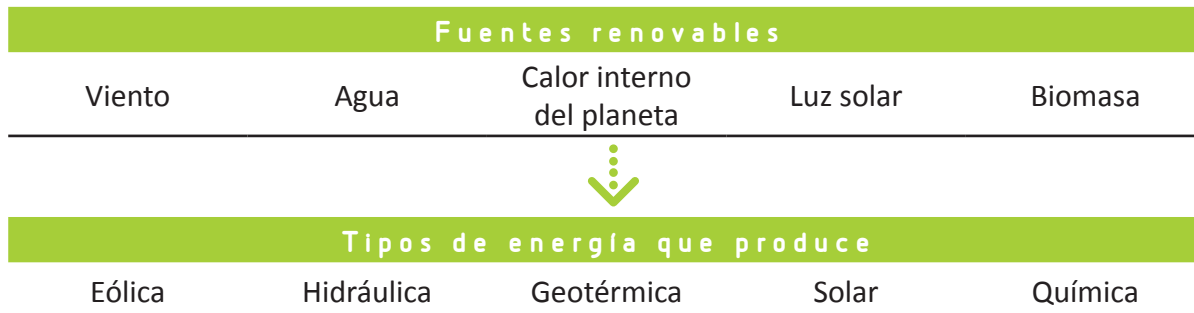 Fuentes renovables
Viento Agua Calor interno del planeta Luz solar Biomasa
Tipos de energía que produce
Eólica Hidráulica Geotérmica Solar Química